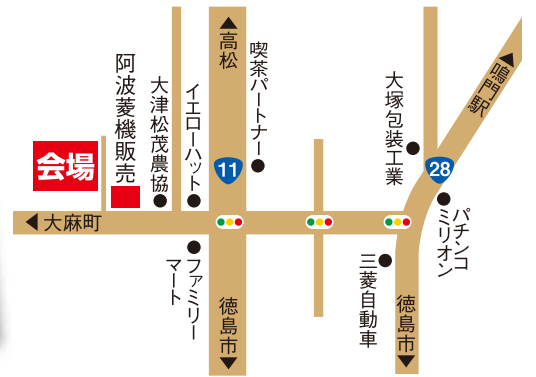 会場
阿波菱機販売
大津松茂農協
イエローハット
高松
喫茶パートナー
11
大塚包装工業
28
鳴門駅
大麻町
ファミリー
マート
徳島市
三菱自動車
徳島市
パチンコ
ミリオン